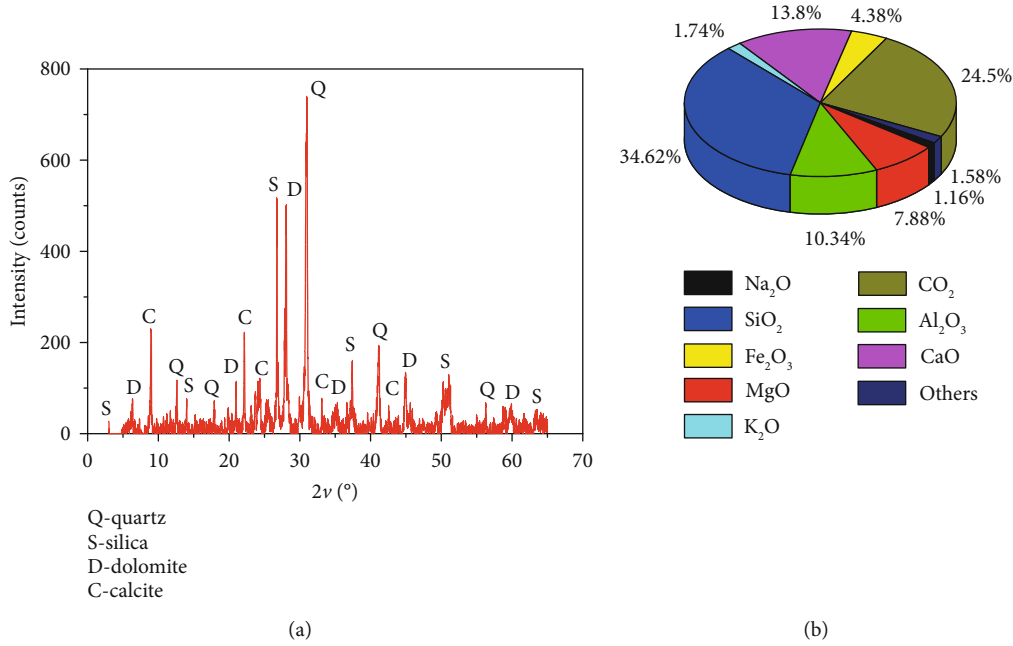 800
600
400
200
0
Intensity (counts)
S
D
C
Q
S
Q
D
C
C
S
D
Q
C
D
S
Q
C
D
S
Q
D
S
0 10 20 30 40 50 60 70
2ν (°)
Q-quartz
S-silica
D-dolomite
C-calcite
(a)
1.74%
13.8%
4.38%
24.5%
34.62%
1.58%
1.16%
7.88%
10.34%
Na₂O
SiO₂
Fe₂O₃
MgO
K₂O
CO₂
Al₂O₃
CaO
Others
(b)